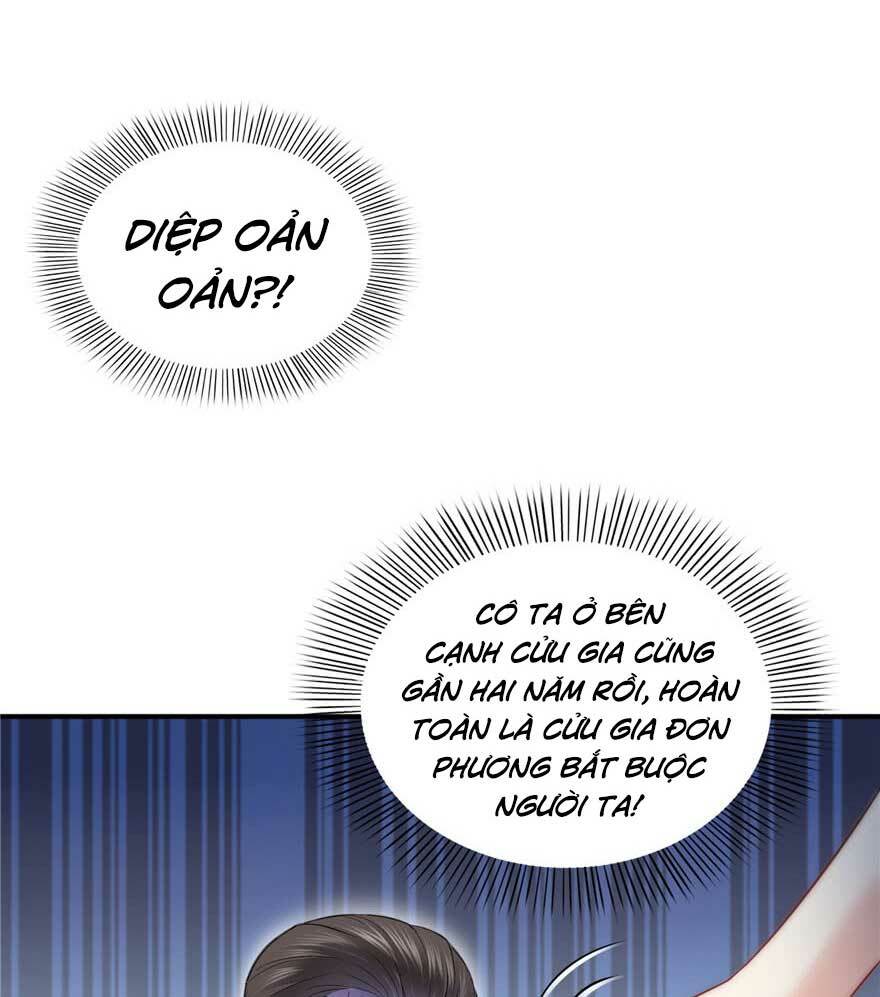 DIỆP OẢN
OẢN?!
CÔ TA Ở BÊN
CẠNH CỬU GIA CŨNG
GẦN HAI NĂM RỒI, HOÀN
TOÀN LÀ CỬU GIA ĐƠN
PHƯƠNG BẮT BUỘC
NGƯỜI TA!